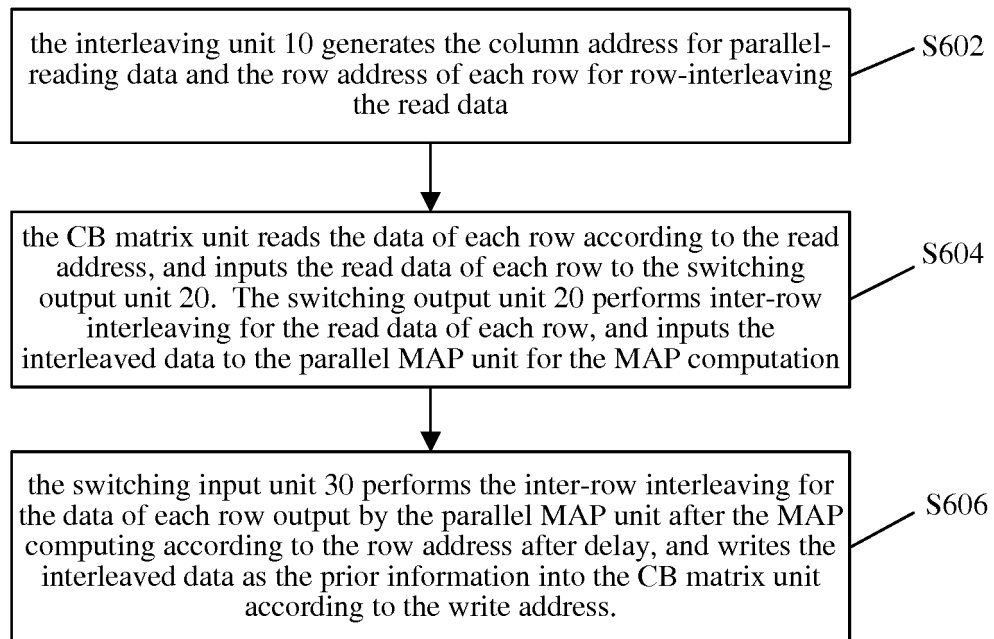 the interleaving unit 10 generates the column address for parallel-
reading data and the row address of each row for row-interleaving
the read data
S602
the CB matrix unit reads the data of each row according to the read
address, and inputs the read data of each row to the switching
output unit 20. The switching output unit 20 performs inter-row
interleaving for the read data of each row, and inputs the
interleaved data to the parallel MAP unit for the MAP computation
S604
the switching input unit 30 performs the inter-row interleaving for
the data of each row output by the parallel MAP unit after the MAP
computing according to the row address after delay, and writes the
interleaved data as the prior information into the CB matrix unit
according to the write address.
S606